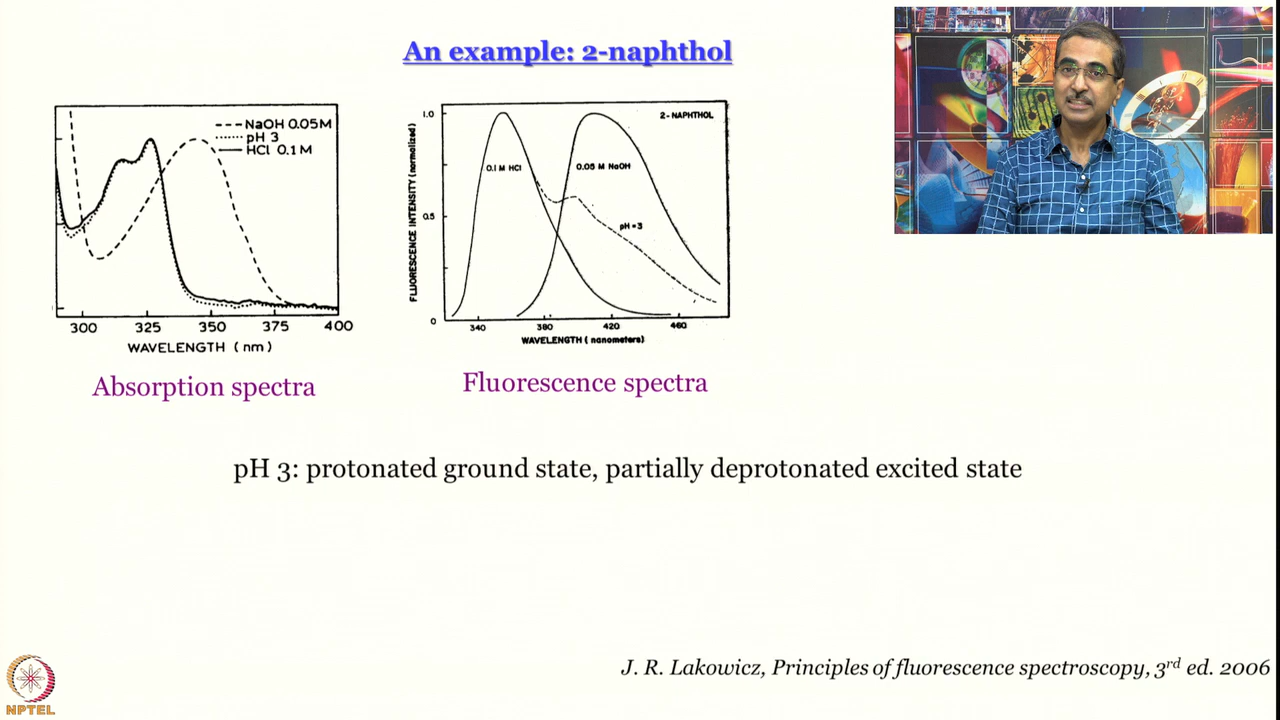 An example: 2-naphthol
NaOH 0.05M
pH 3
HCl 0.1M
300 325 350 375 400
WAVELENGTH (nm)
Absorption spectra
FLUORESCENCE INTENSITY (normalized)
1.0
0.5
0
2-NAPHTHOL
0.1 M HCl
0.05 M NaOH
pH=3
340 380 420 460
WAVELENGTH (nanometers)
Fluorescence spectra
pH 3: protonated ground state, partially deprotonated excited state
J. R. Lakowicz, Principles of fluorescence spectroscopy, 3rd ed. 2006
NPTEL